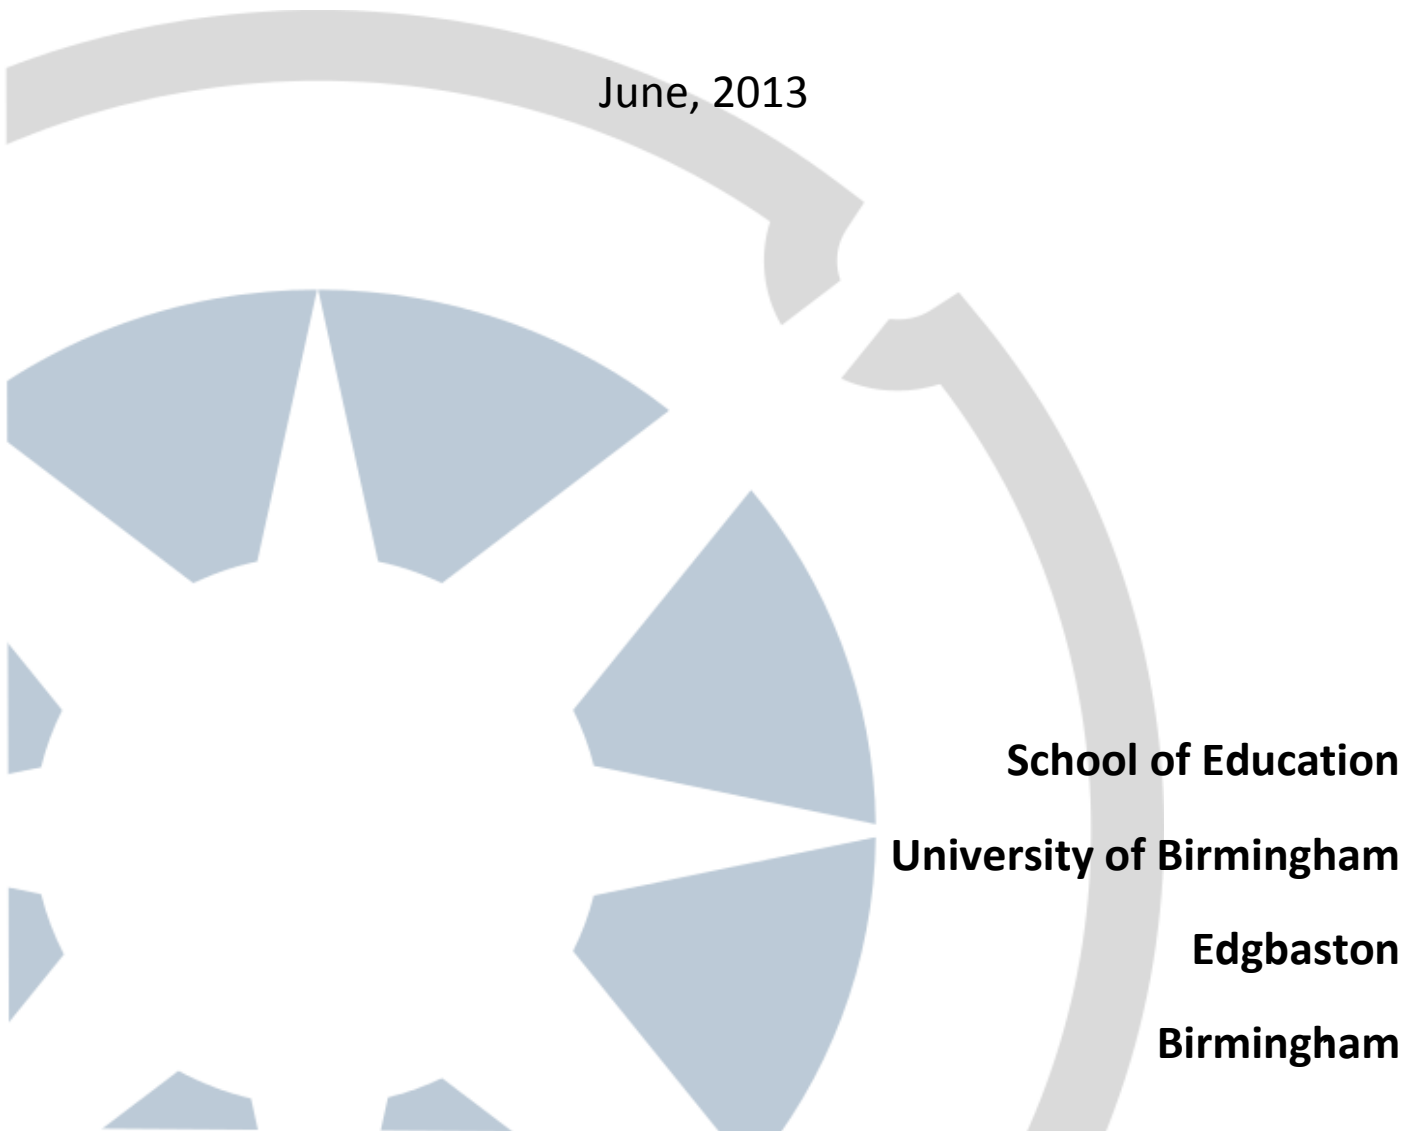 June, 2013
School of Education
University of Birmingham
Edgbaston
Birmingham